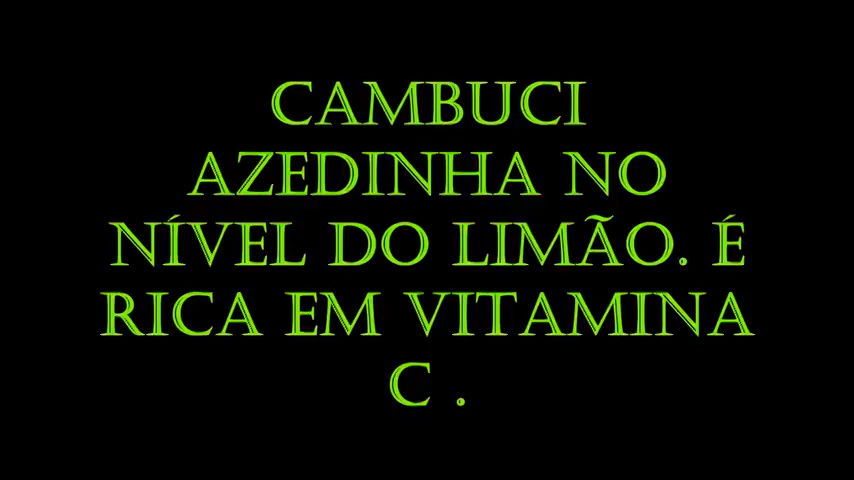 CAMBUCI
AZEDINHA NO
NÍVEL DO LIMÃO. É
RICA EM VITAMINA
C .